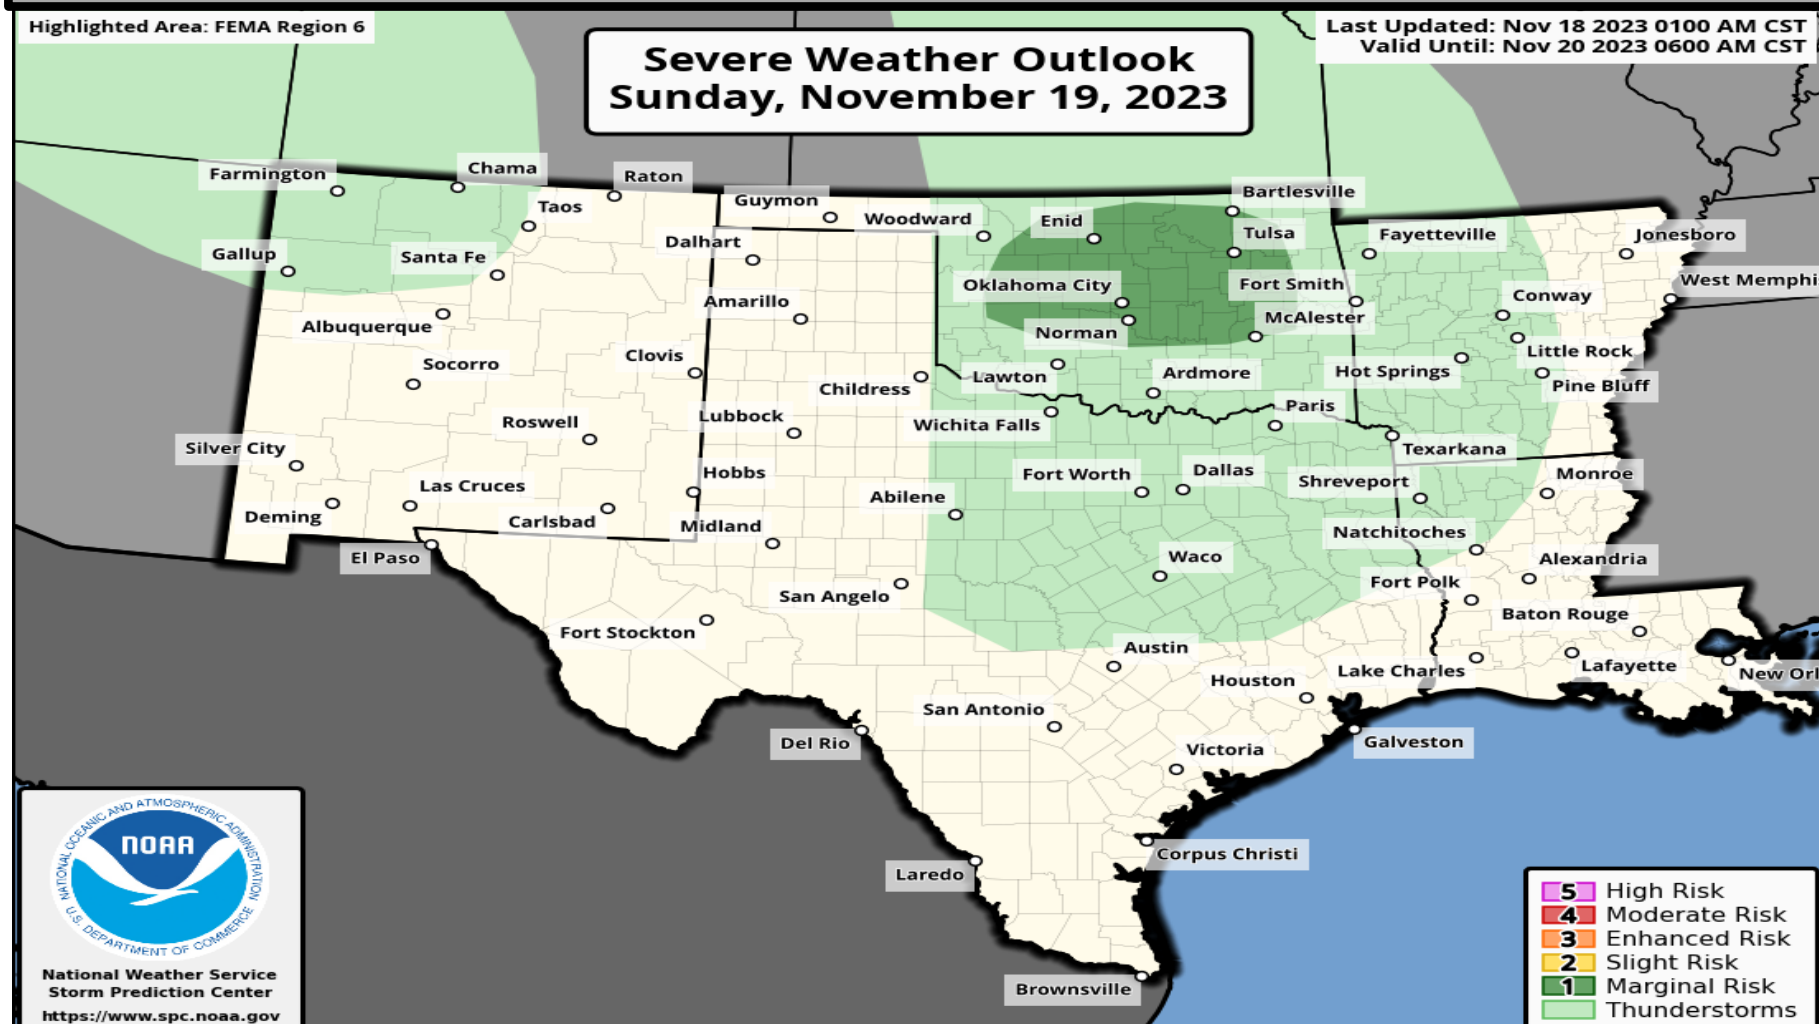 Highlighted Area: FEMA Region 6
Severe Weather Outlook
Sunday, November 19, 2023
Last Updated: Nov 18 2023 0100 AM CST
Valid Until: Nov 20 2023 0600 AM CST
Farmington
Chama
Raton
Taos
Guymon
Woodward
Enid
Bartlesville
Tulsa
Fayetteville
Jonesboro
Gallup
Santa Fe
Dalhart
Oklahoma City
Fort Smith
Conway
West Memphi
Albuquerque
Amarillo
Norman
McAlester
Little Rock
Socorro
Clovis
Childress
Lawton
Ardmore
Hot Springs
Pine Bluff
Roswell
Lubbock
Wichita Falls
Paris
Texarkana
Silver City
Las Cruces
Hobbs
Abilene
Fort Worth
Dallas
Shreveport
Monroe
Deming
Carlsbad
Midland
Natchitoches
El Paso
Waco
Alexandria
San Angelo
Fort Polk
Fort Stockton
Baton Rouge
Austin
Houston
Lake Charles
Lafayette
New Orl
San Antonio
Del Rio
Victoria
Galveston
Laredo
Corpus Christi
Brownsville
NATIONAL OCEANIC AND ATMOSPHERIC ADMINISTRATION
NOAA
U.S. DEPARTMENT OF COMMERCE
National Weather Service
Storm Prediction Center
https://www.spc.noaa.gov
5 High Risk
4 Moderate Risk
3 Enhanced Risk
2 Slight Risk
1 Marginal Risk
Thunderstorms